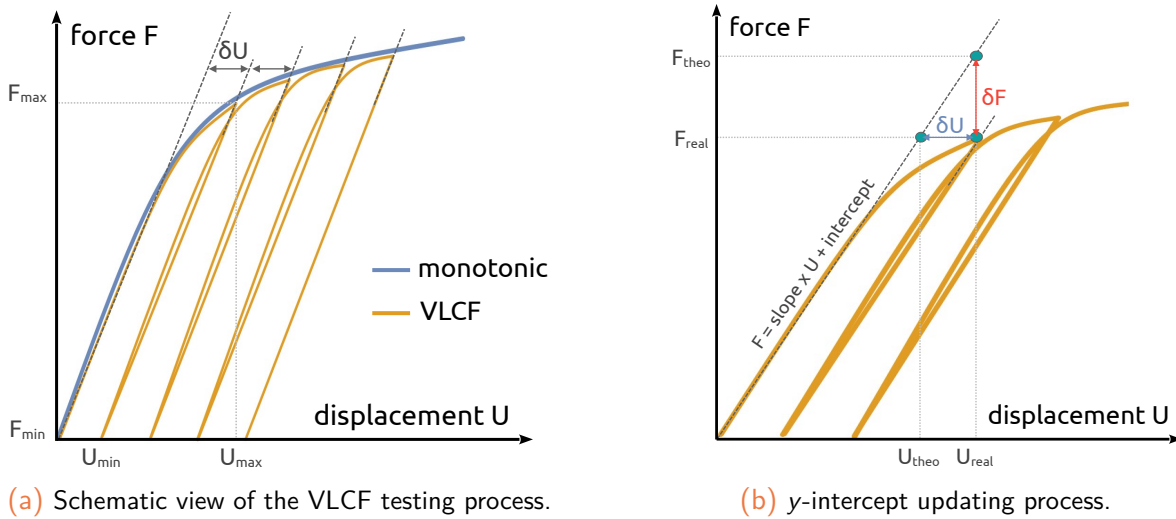 force F
δU
F_max
monotonic
VLCF
displacement U
F_min
U_min
U_max
(a) Schematic view of the VLCF testing process.
force F
F_theo
δF
δU
F_real
F = slope x U + intercept
displacement U
U_theo
U_real
(b) y-intercept updating process.